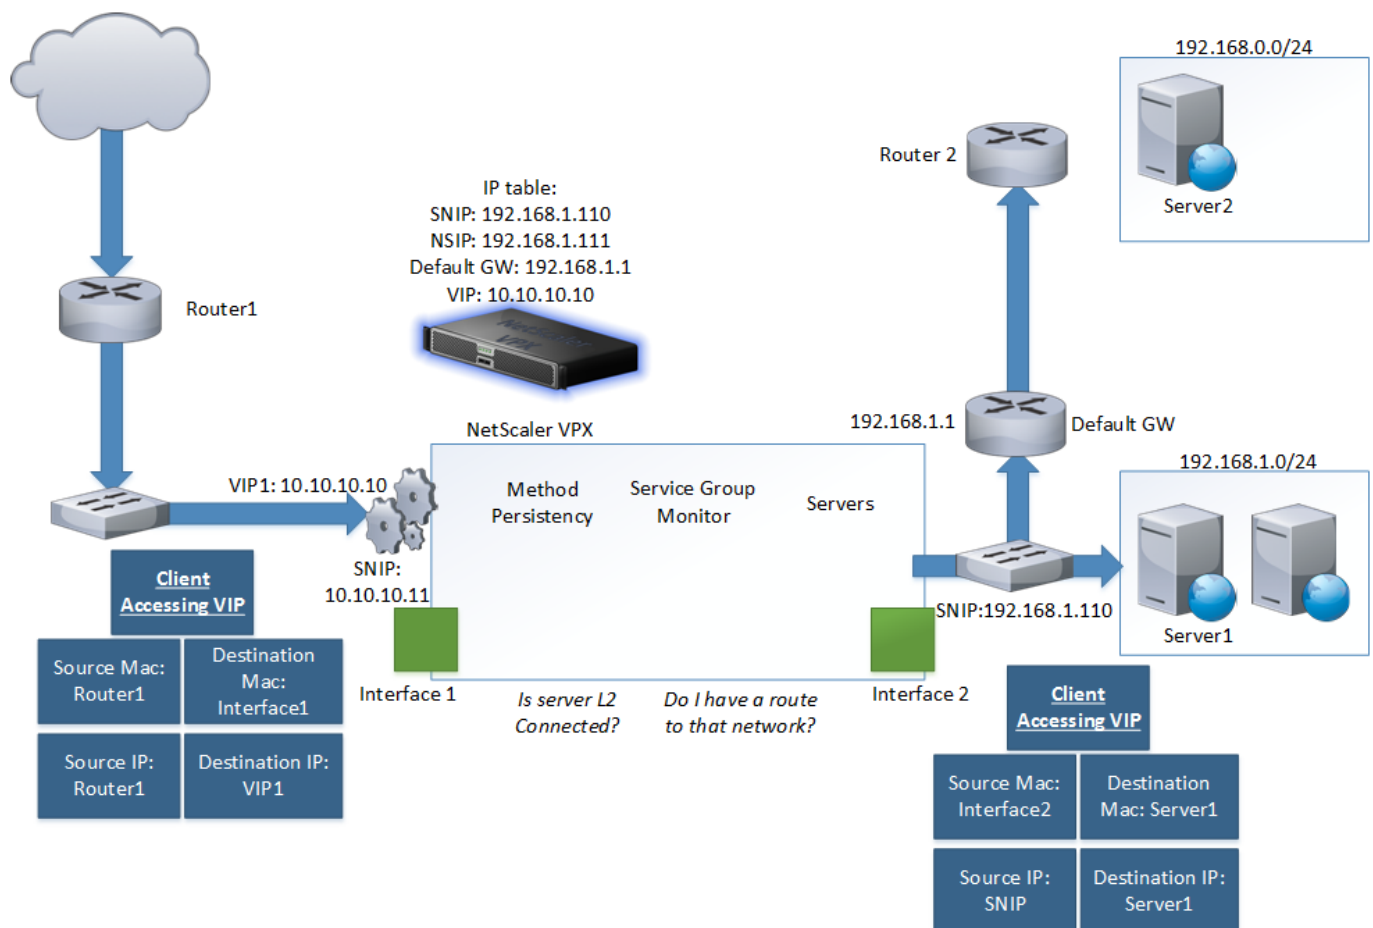 192.168.0.0/24
Router 2
Server2
IP table:
SNIP: 192.168.1.110
NSIP: 192.168.1.111
Default GW: 192.168.1.1
VIP: 10.10.10.10
Router1
NetScaler
VPX
192.168.1.1
Default GW
NetScaler VPX
192.168.1.0/24
VIP1: 10.10.10.10
Method
Persistency
Service Group
Monitor
Servers
SNIP:
10.10.10.11
SNIP:192.168.1.110
Server1
Client
Accessing VIP
Source Mac:
Router1
Destination
Mac:
Interface1
Source IP:
Router1
Destination IP:
VIP1
Interface 1
Is server L2
Connected?
Do I have a route
to that network?
Interface 2
Client
Accessing VIP
Source Mac:
Interface2
Destination
Mac: Server1
Source IP:
SNIP
Destination IP:
Server1